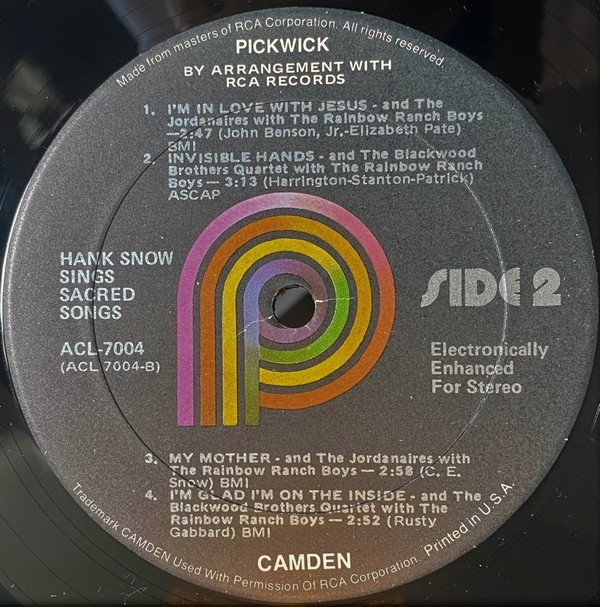 Made from masters of RCA Corporation. All rights reserved.
PICKWICK
BY ARRANGEMENT WITH
RCA RECORDS
1. I'M IN LOVE WITH JESUS - and The
Jordanaires with The Rainbow Ranch Boys
—2:47 (John Benson, Jr.-Elizabeth Pate)
BMI
2. INVISIBLE HANDS - and The Blackwood
Brothers Quartet with The Rainbow Ranch
Boys— 3:13 (Harrington-Stanton-Patrick)
ASCAP
HANK SNOW
SINGS
SACRED
SONGS
ACL-7004
(ACL 7004-B)
SIDE 2
Electronically
Enhanced
For Stereo
3. MY MOTHER - and The Jordanaires with
The Rainbow Ranch Boys — 2:58 (C. E.
Snow) BMI
4. I'M GLAD I'M ON THE INSIDE - and The
Blackwood Brothers Quartet with The
Rainbow Ranch Boys — 2:52 (Rusty
Gabbard) BMI
CAMDEN
Trademark CAMDEN Used With Permission Of RCA Corporation. Printed in U.S.A.